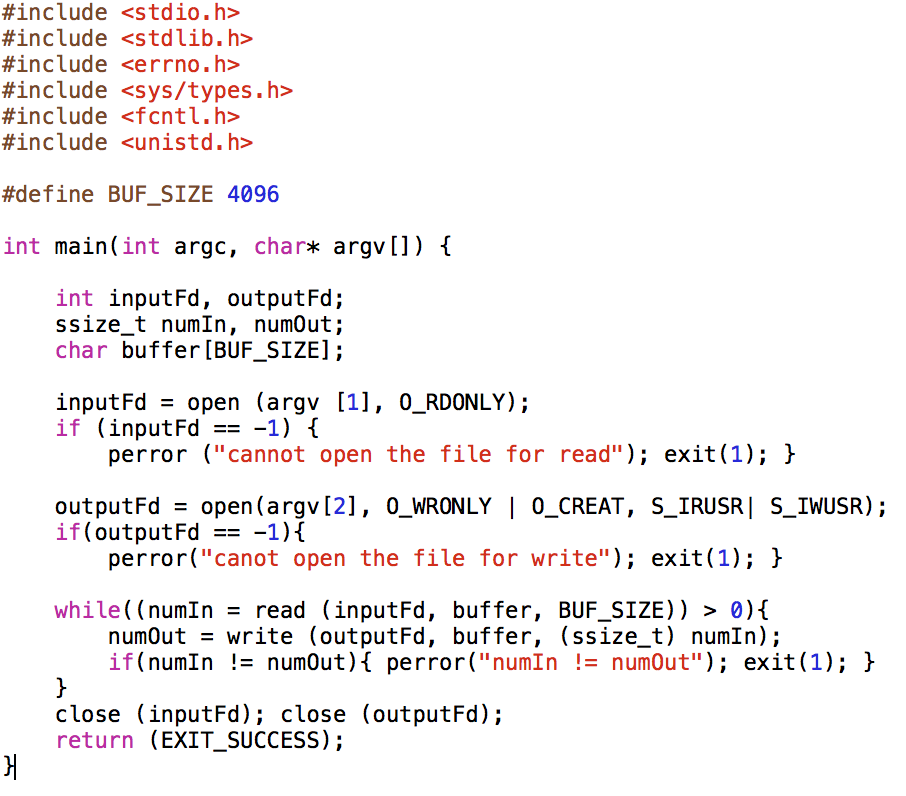 #include <stdio.h>
#include <stdlib.h>
#include <errno.h>
#include <sys/types.h>
#include <fcntl.h>
#include <unistd.h>
#define BUF_SIZE 4096
int main(int argc, char* argv[]) {
int inputFd, outputFd;
ssize_t numIn, numOut;
char buffer[BUF_SIZE];
inputFd = open (argv [1], O_RDONLY);
if (inputFd == -1) {
perror ("cannot open the file for read"); exit(1); }
outputFd = open(argv[2], O_WRONLY | O_CREAT, S_IRUSR| S_IWUSR);
if(outputFd == -1){
perror("canot open the file for write"); exit(1); }
while((numIn = read (inputFd, buffer, BUF_SIZE)) > 0){
numOut = write (outputFd, buffer, (ssize_t) numIn);
if(numIn != numOut){ perror("numIn != numOut"); exit(1); }
}
close (inputFd); close (outputFd);
return (EXIT_SUCCESS);
}